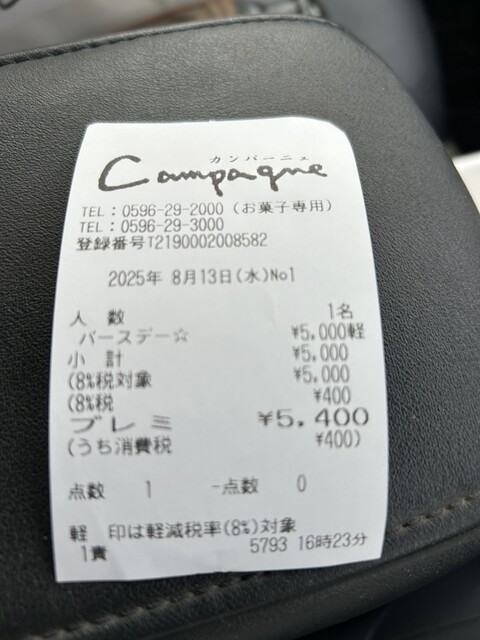 カンパーニュ
Campagne
TEL：0596-29-2000（お菓子専用）
TEL：0596-29-3000
登録番号T2190002008582
2025年 8月13日(水)No1
人 数 1名
バースデー☆ ¥5,000軽
小 計 ¥5,000
(8%税対象 ¥5,000
(8%税 ¥400
プレミ ¥5,400
(うち消費税 ¥400)
点数 1 -点数 0
軽 印は軽減税率(8%)対象
1責 5793 16時23分